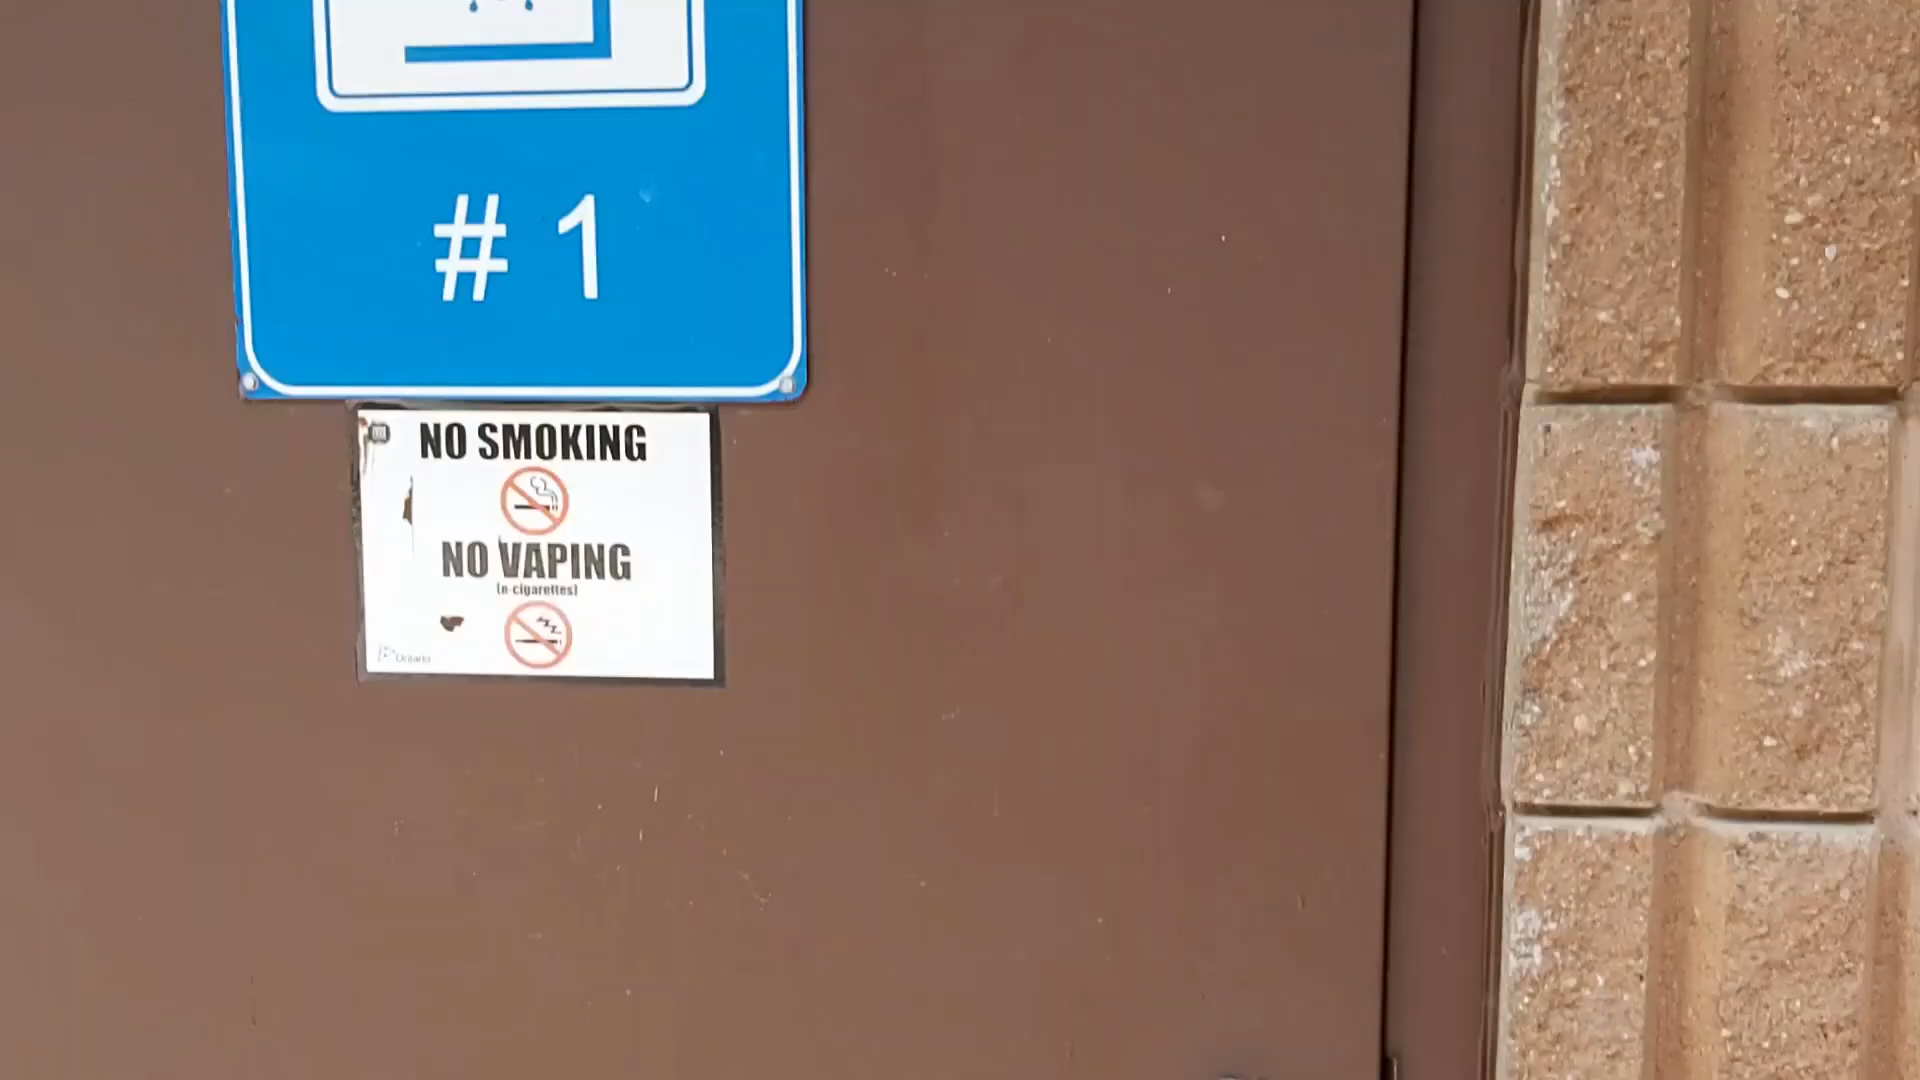 # 1
NO SMOKING
NO VAPING
(e-cigarettes)
Ontario